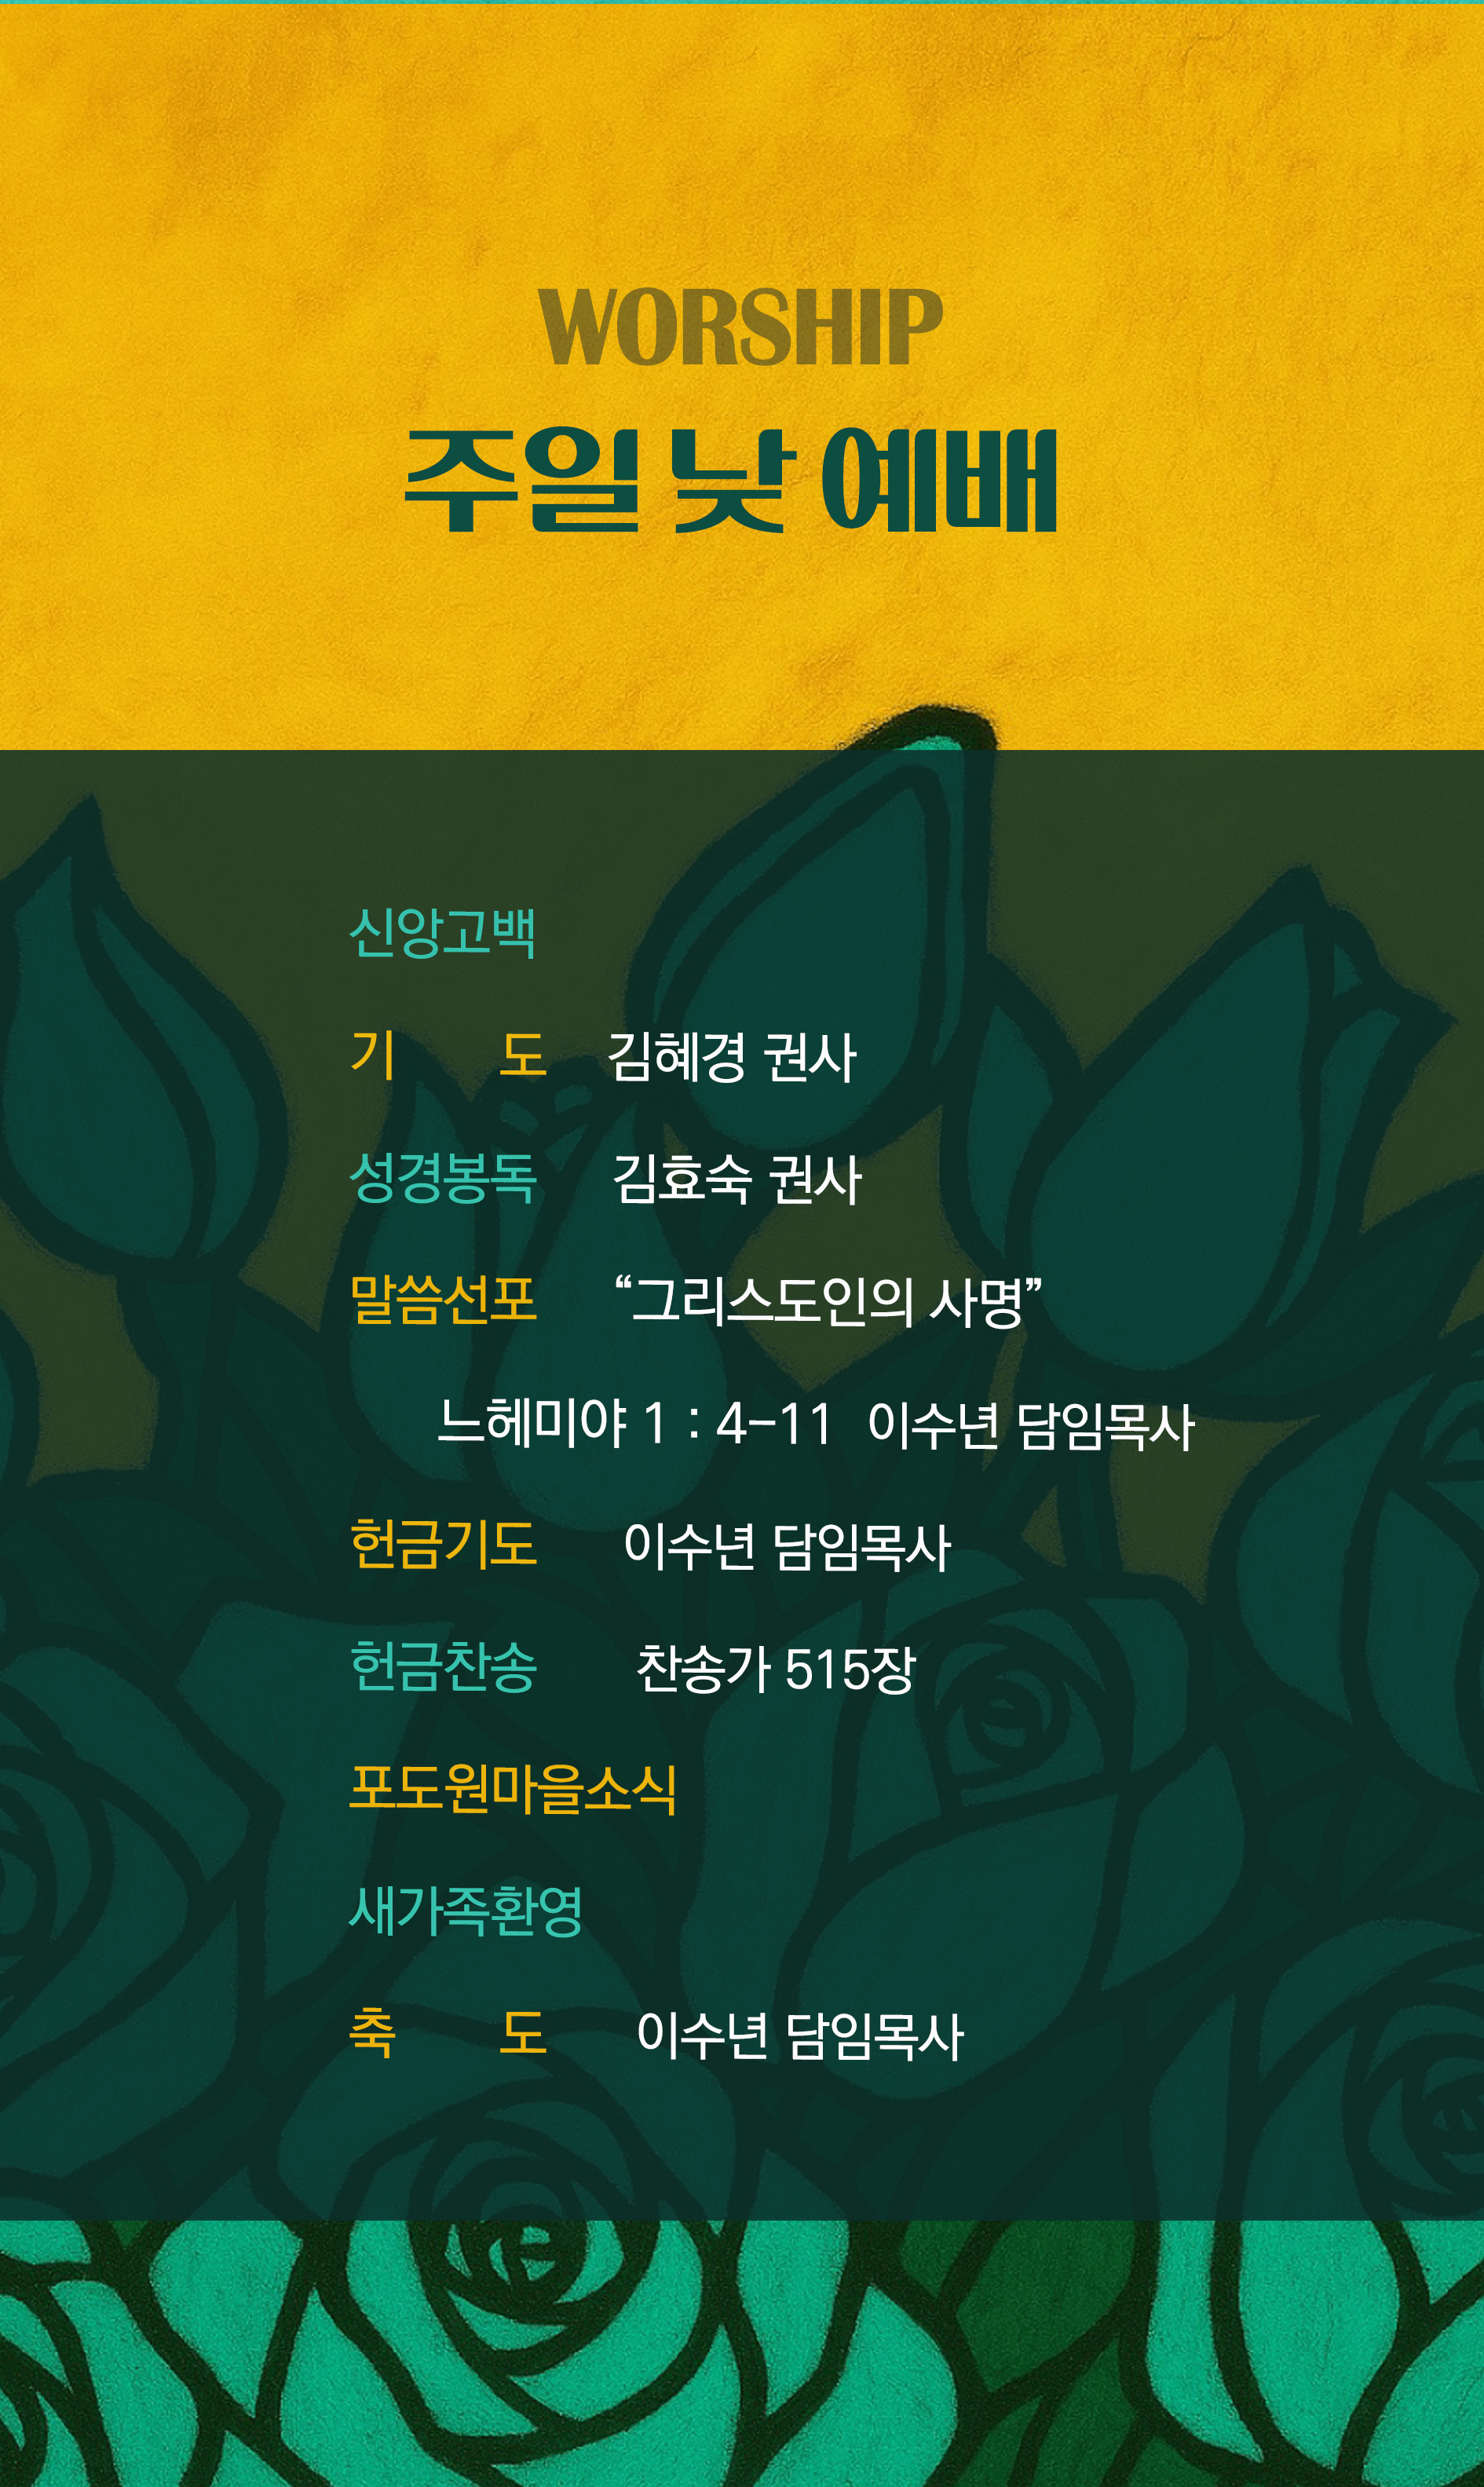 WORSHIP
주일 낮 예배
신앙고백
기 도 김혜경 권사
성경봉독 김효숙 권사
말씀선포 “그리스도인의 사명”
느헤미야 1 : 4-11 이수년 담임목사
헌금기도 이수년 담임목사
헌금찬송 찬송가 515장
포도원마을소식
새가족환영
축 도 이수년 담임목사